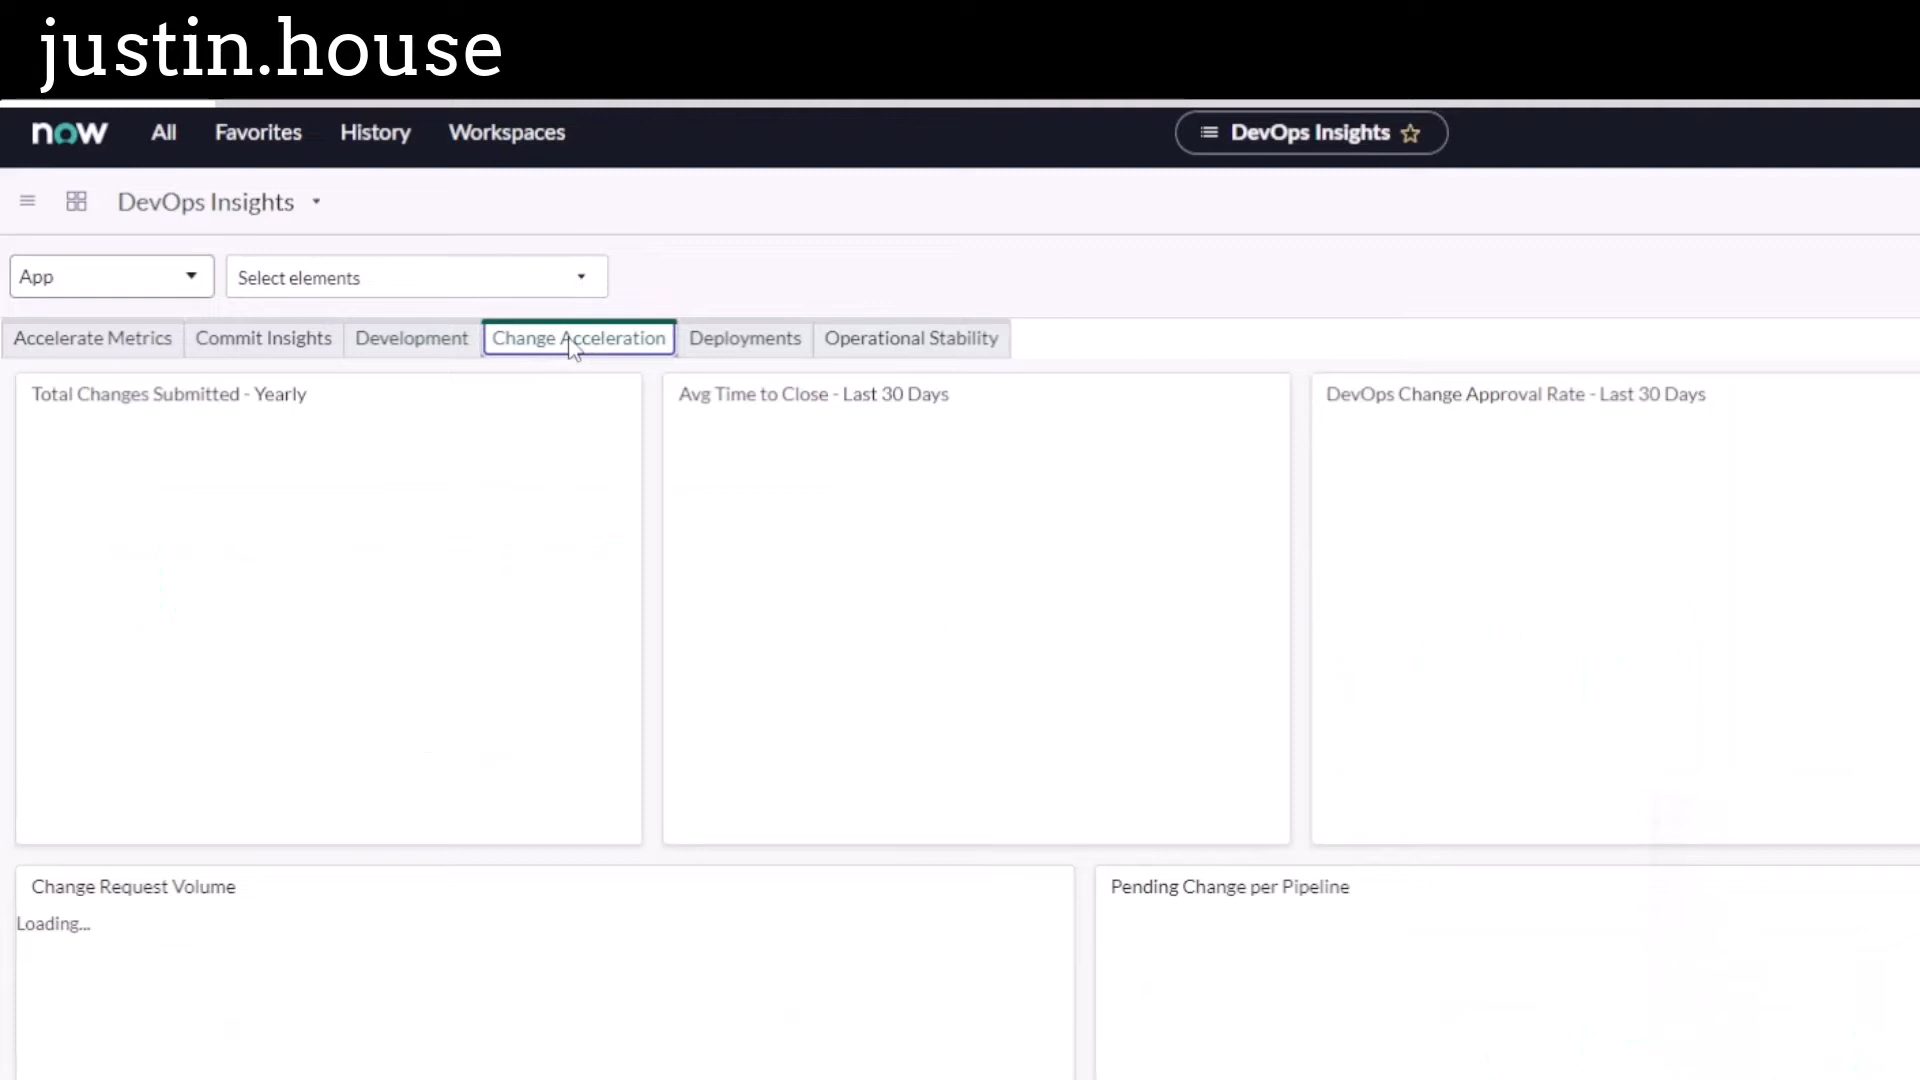 justin.house
now All Favorites History Workspaces DevOps Insights
DevOps Insights
App Select elements
Accelerate Metrics Commit Insights Development Change Acceleration Deployments Operational Stability
Total Changes Submitted - Yearly Avg Time to Close - Last 30 Days DevOps Change Approval Rate - Last 30 Days
Change Request Volume Pending Change per Pipeline
Loading...